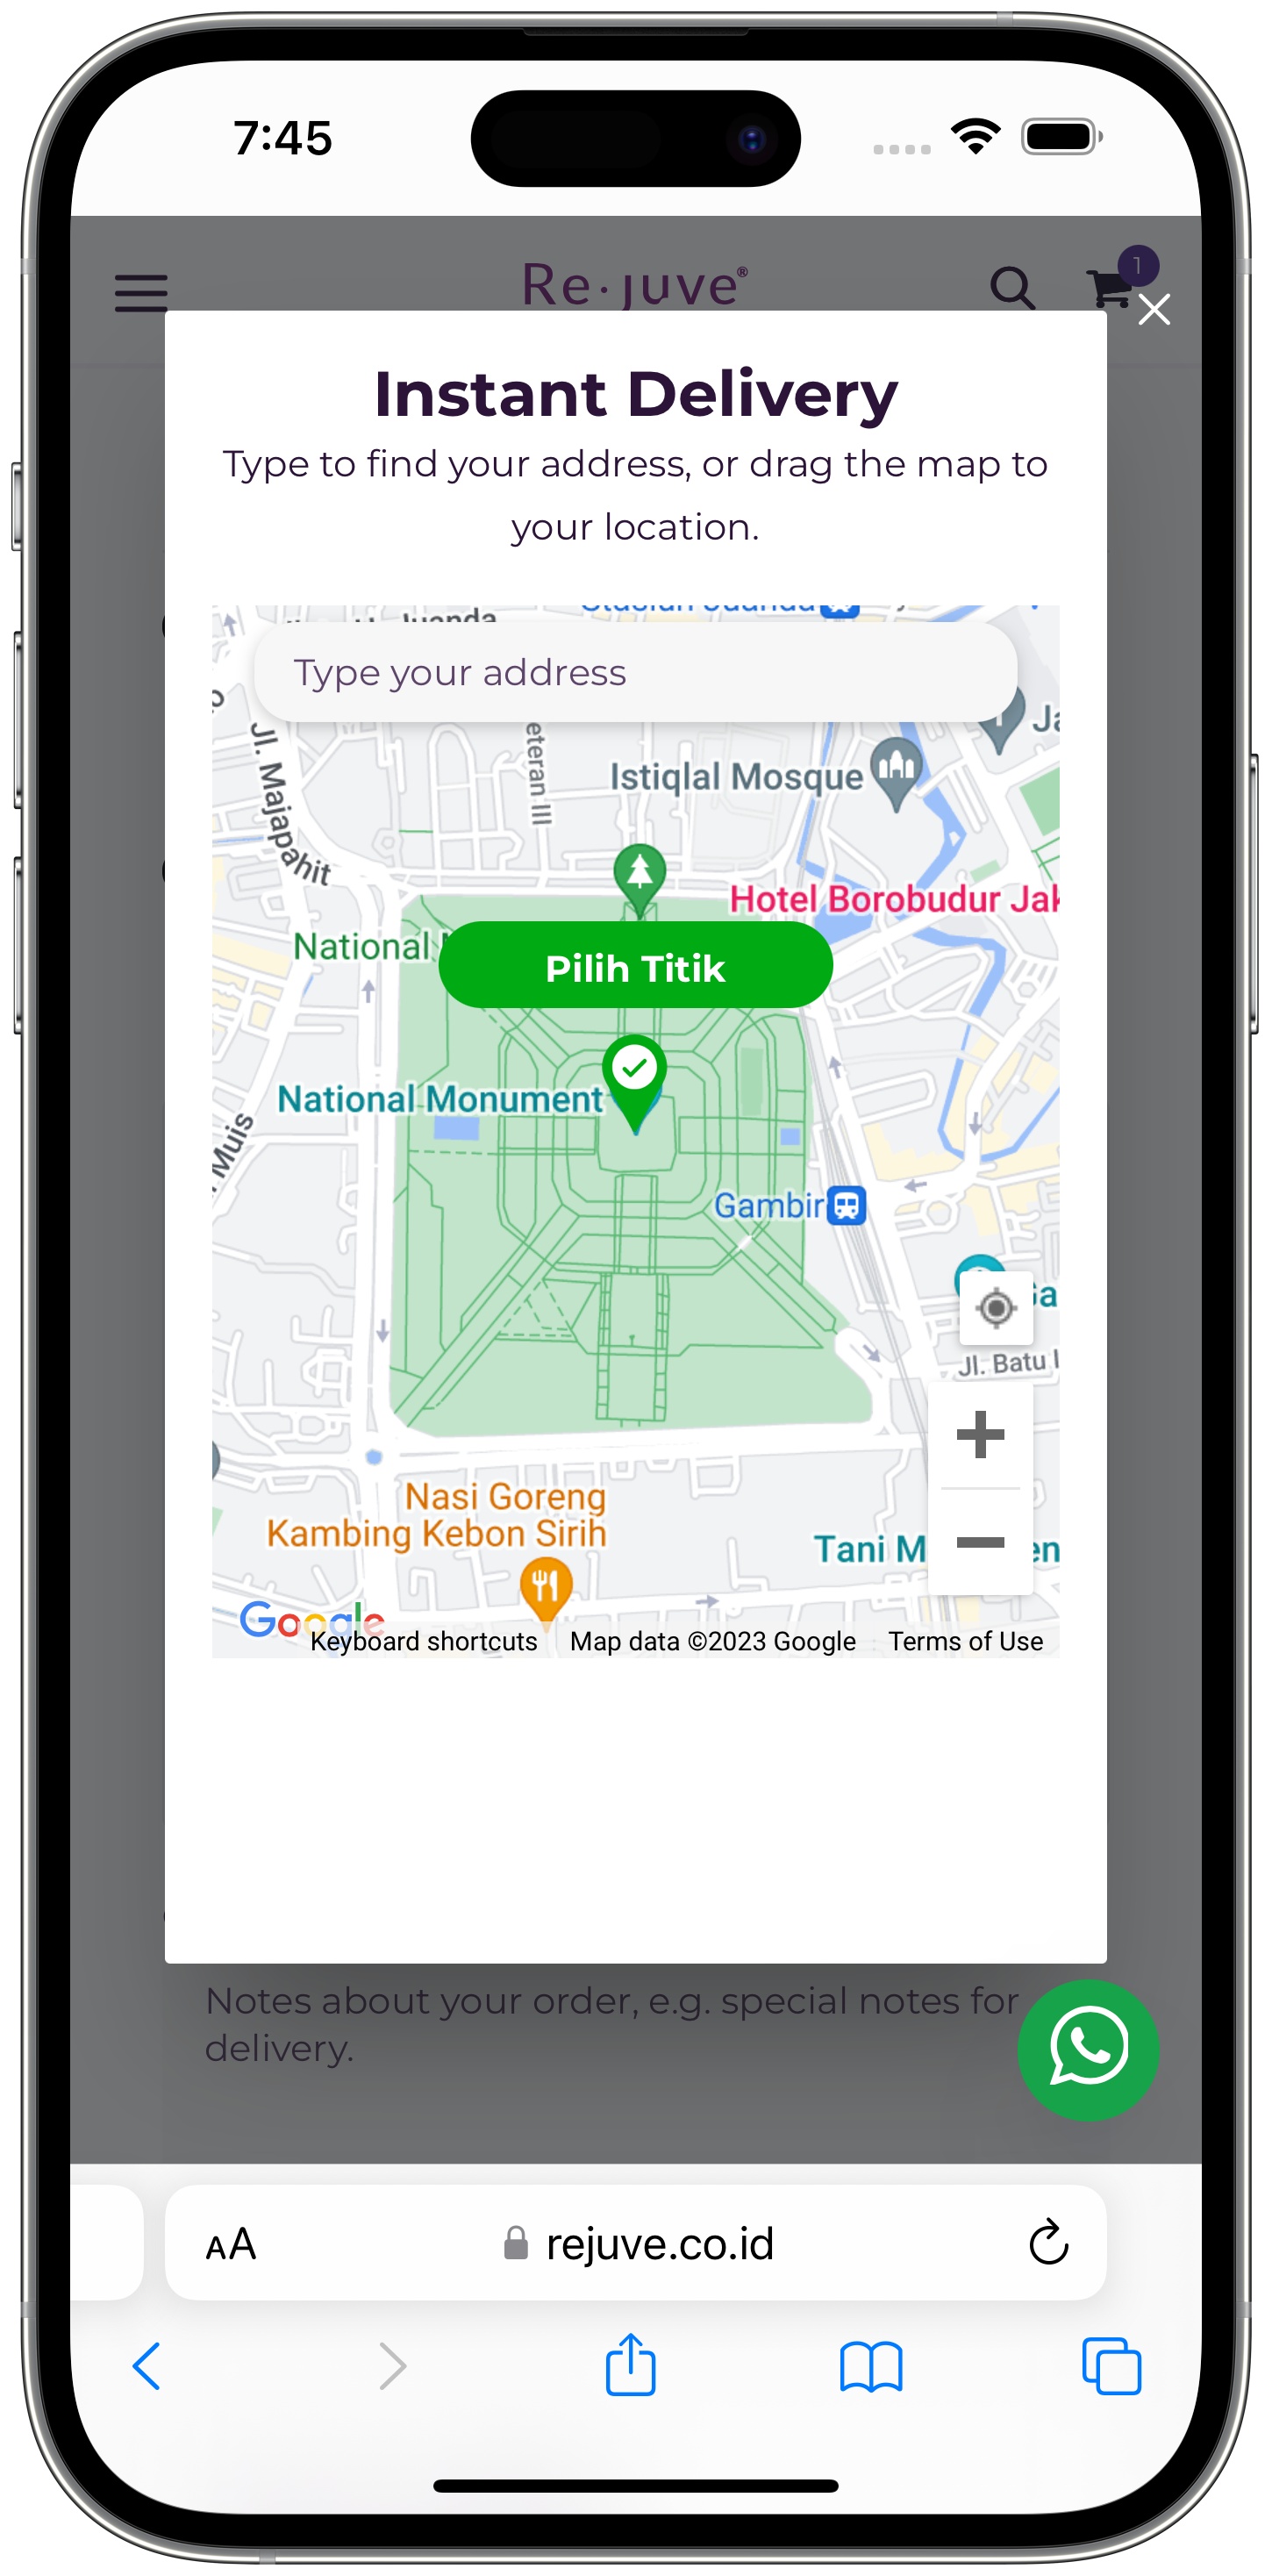 7:45
Re·juve®
1
Instant Delivery
Type to find your address, or drag the map to
your location.
Juanda
Type your address
Jl. Majapahit
eteran III
Istiqlal Mosque
Hotel Borobudur Jak
National
Pilih Titik
National Monument
Muis
Gambir
Jl. Batu
Nasi Goreng
Kambing Kebon Sirih
Tani M
en
Google
Keyboard shortcuts
Map data ©2023 Google
Terms of Use
Notes about your order, e.g. special notes for
delivery.
AA
rejuve.co.id